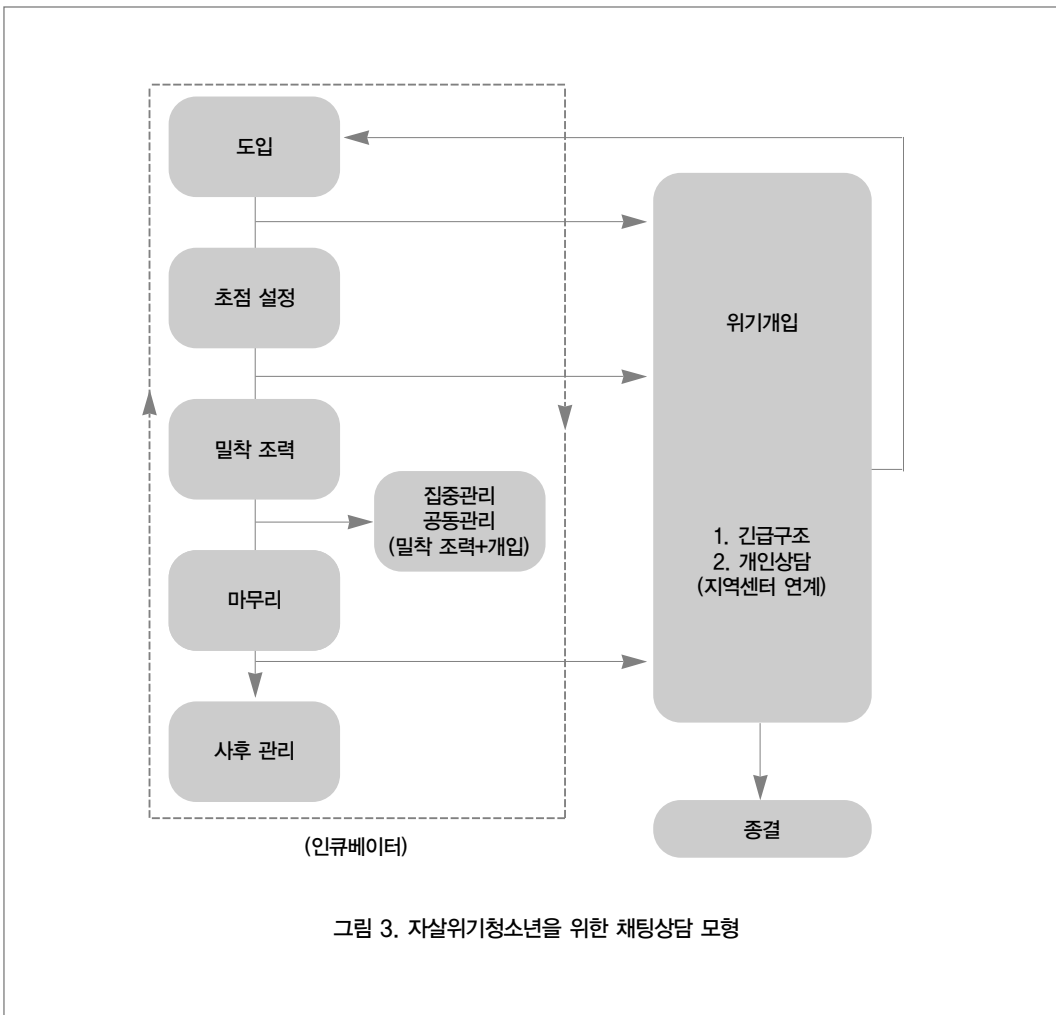 도입
초점 설정
밀착 조력
집중관리
공동관리
(밀착 조력+개입)
마무리
사후 관리
(인큐베이터)
위기개입
1. 긴급구조
2. 개인상담
(지역센터 연계)
종결
그림 3. 자살위기청소년을 위한 채팅상담 모형